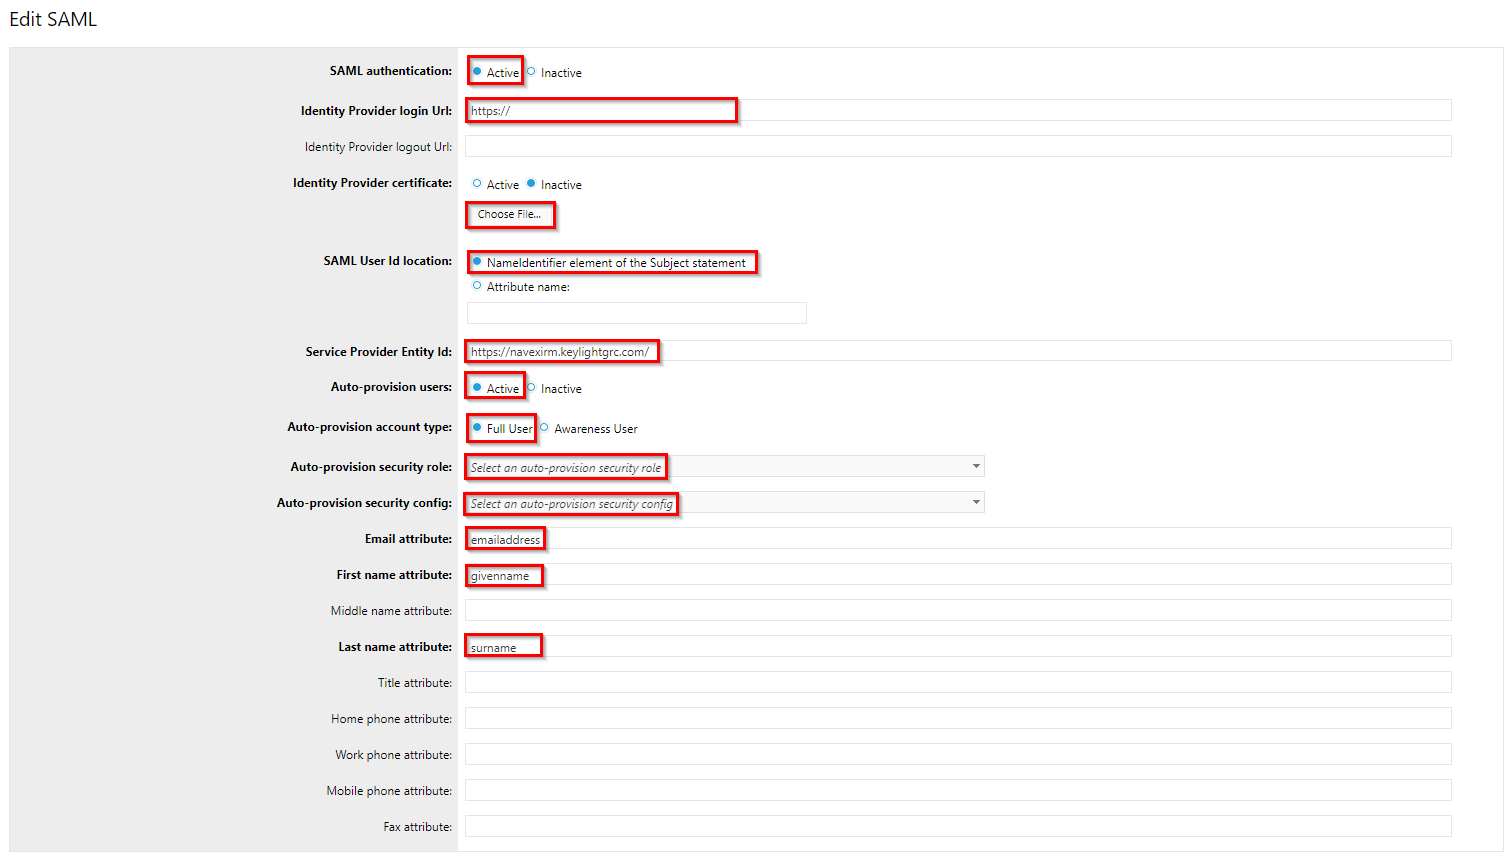 Edit SAML
SAML authentication: Active Inactive
Identity Provider login Url: https://
Identity Provider logout Url:
Identity Provider certificate: Active Inactive
Choose File...
SAML User Id location: NameIdentifier element of the Subject statement
Attribute name:
Service Provider Entity Id: https://navexirm.keylightgrc.com/
Auto-provision users: Active Inactive
Auto-provision account type: Full User Awareness User
Auto-provision security role: Select an auto-provision security role
Auto-provision security config: Select an auto-provision security config
Email attribute: emailaddress
First name attribute: givenname
Middle name attribute:
Last name attribute: surname
Title attribute:
Home phone attribute:
Work phone attribute:
Mobile phone attribute:
Fax attribute: